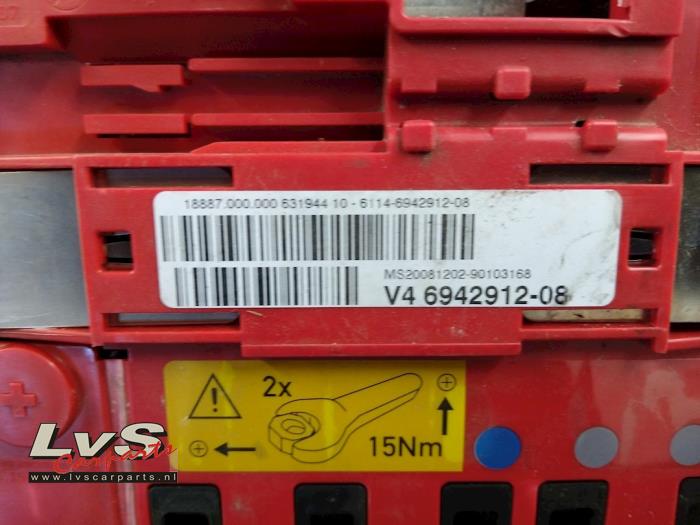 18887.000.000 631944 10 - 6114-6942912-08
MS20081202-90103168
V4 6942912-08
2x
15Nm
LvS
Carparts
www.lvscarparts.nl